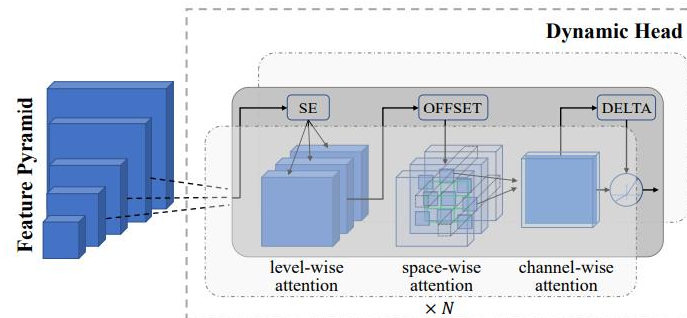 Dynamic Head
Feature Pyramid
SE
OFFSET
DELTA
level-wise
attention
space-wise
attention
channel-wise
attention
× N